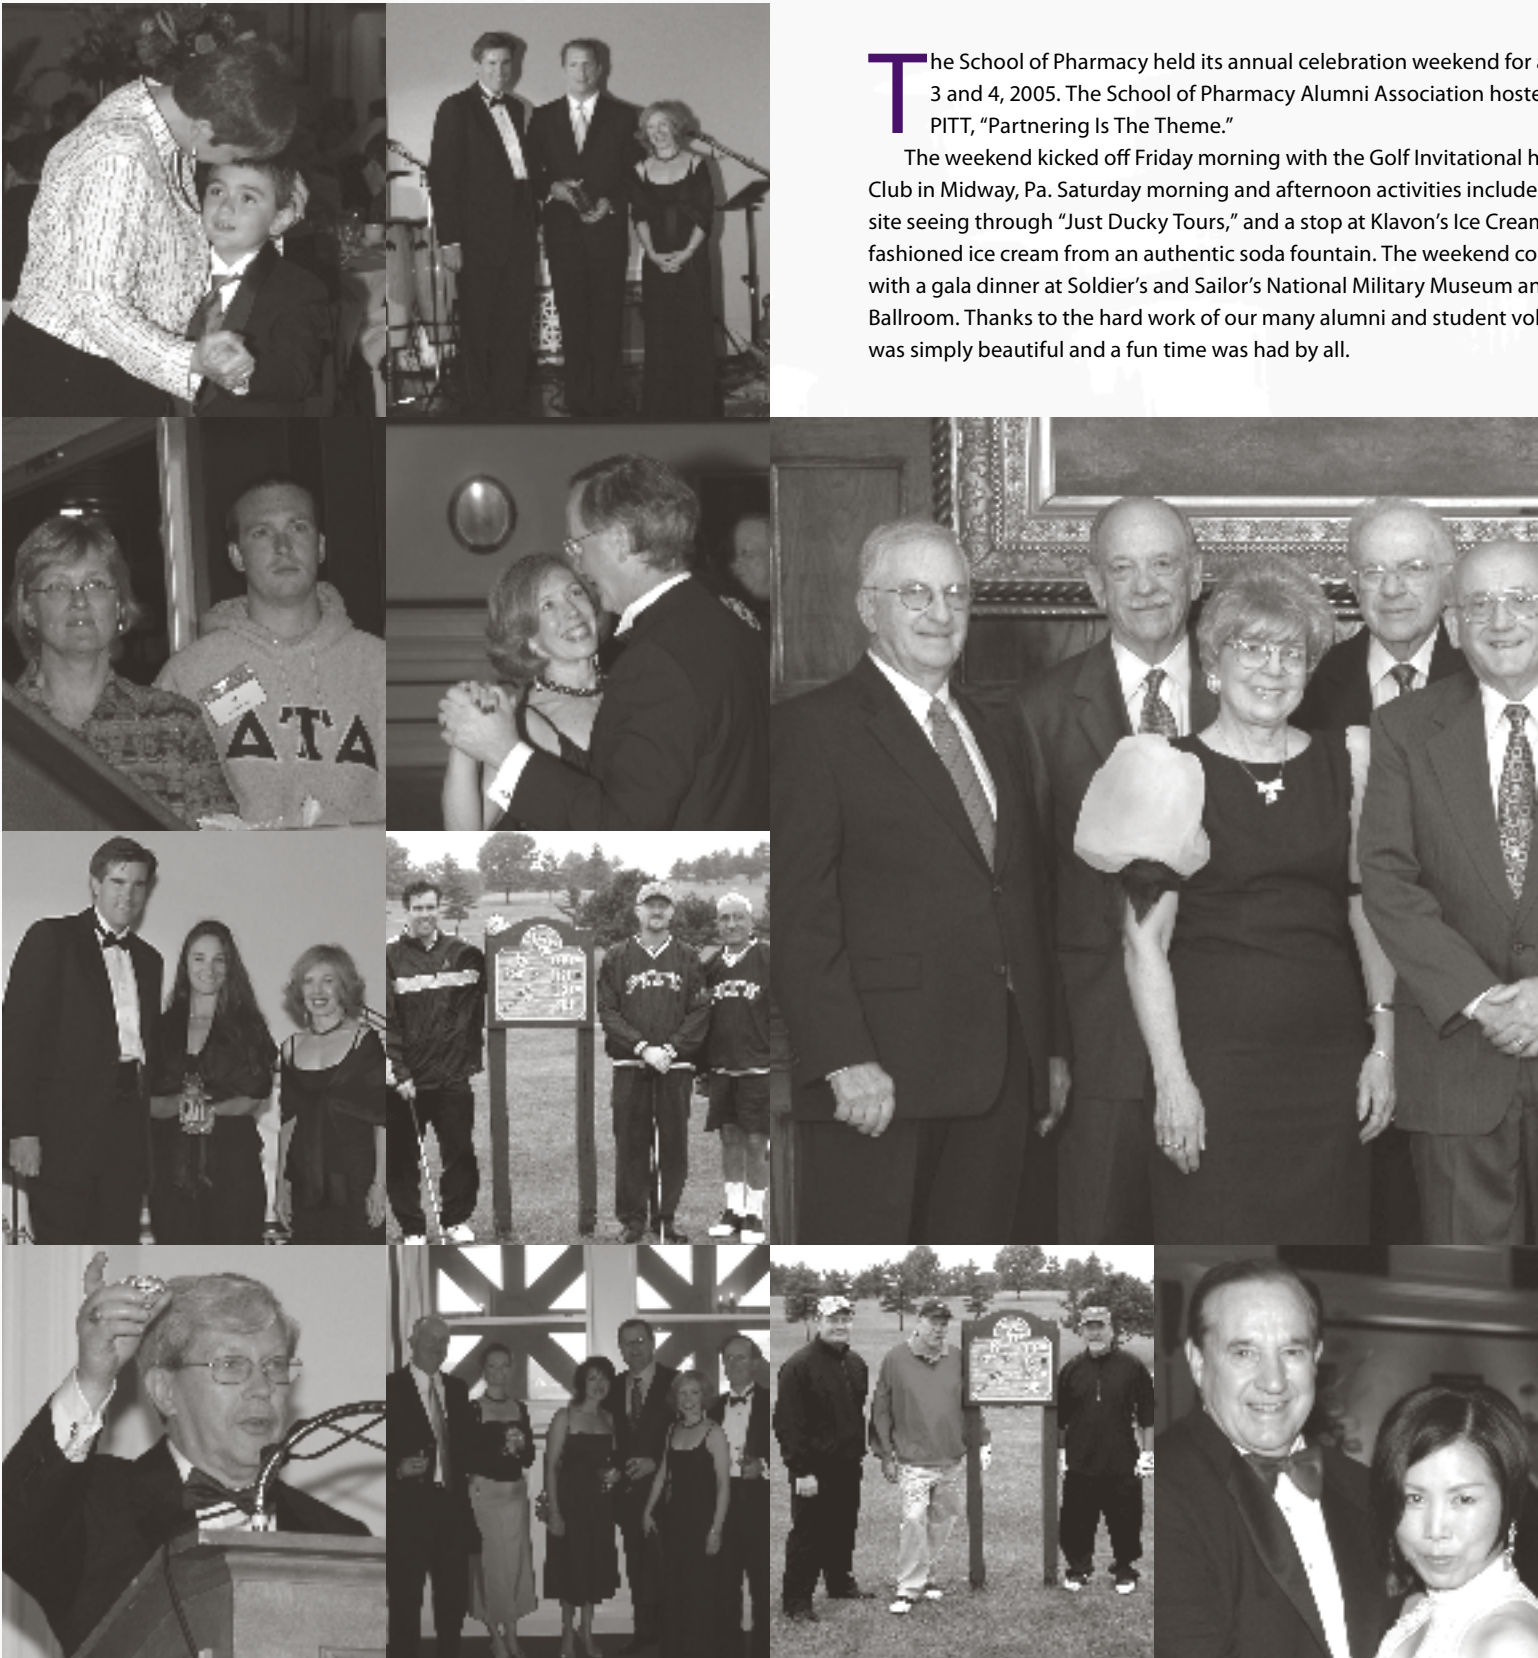 The School of Pharmacy held its annual celebration weekend for
3 and 4, 2005. The School of Pharmacy Alumni Association hoste
PITT, “Partnering Is The Theme.”
The weekend kicked off Friday morning with the Golf Invitational h
Club in Midway, Pa. Saturday morning and afternoon activities include
site seeing through “Just Ducky Tours,” and a stop at Klavon’s Ice Cream
fashioned ice cream from an authentic soda fountain. The weekend co
with a gala dinner at Soldier’s and Sailor’s National Military Museum an
Ballroom. Thanks to the hard work of our many alumni and student vol
was simply beautiful and a fun time was had by all.
ΔΤΔ
PITT